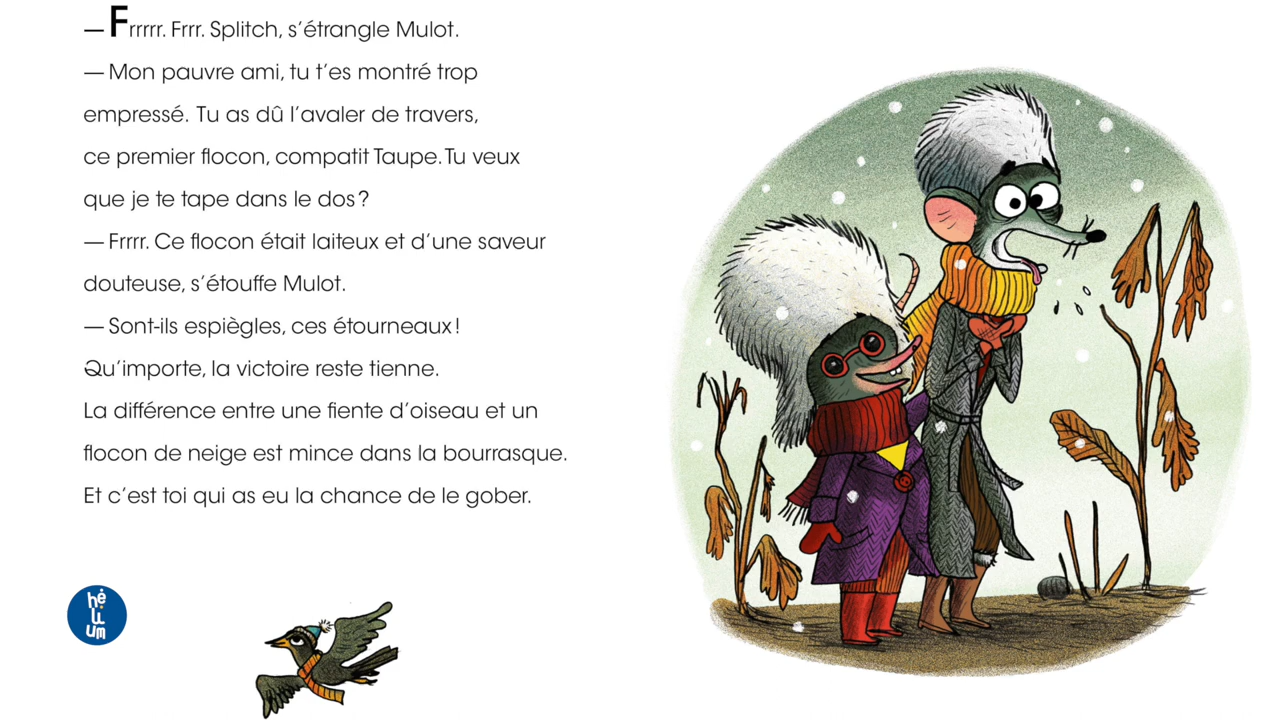 — Frrrrr. Frrr. Splitch, s’étrangle Mulot.
— Mon pauvre ami, tu t’es montré trop
empressé. Tu as dû l’avaler de travers,
ce premier flocon, compatit Taupe. Tu veux
que je te tape dans le dos ?
— Frrrr. Ce flocon était laiteux et d’une saveur
douteuse, s’étouffe Mulot.
— Sont-ils espiègles, ces étourneaux !
Qu’importe, la victoire reste tienne.
La différence entre une fiente d’oiseau et un
flocon de neige est mince dans la bourrasque.
Et c’est toi qui as eu la chance de le gober.
hé
li
um